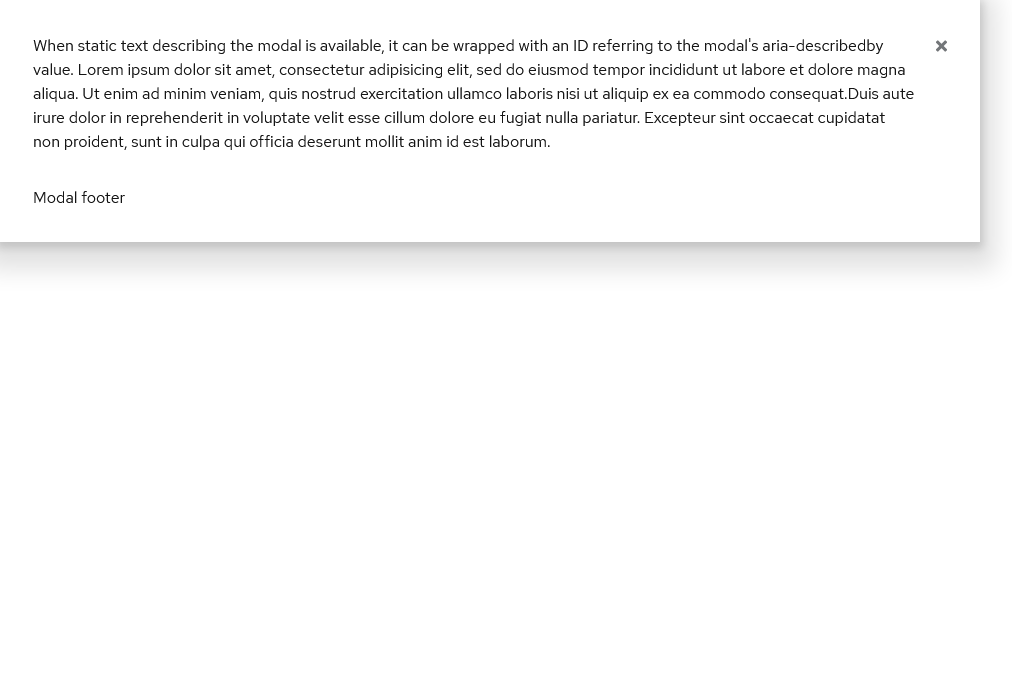 When static text describing the modal is available, it can be wrapped with an ID referring to the modal's aria-describedby
value. Lorem ipsum dolor sit amet, consectetur adipisicing elit, sed do eiusmod tempor incididunt ut labore et dolore magna
aliqua. Ut enim ad minim veniam, quis nostrud exercitation ullamco laboris nisi ut aliquip ex ea commodo consequat.Duis aute
irure dolor in reprehenderit in voluptate velit esse cillum dolore eu fugiat nulla pariatur. Excepteur sint occaecat cupidatat
non proident, sunt in culpa qui officia deserunt mollit anim id est laborum.
Modal footer